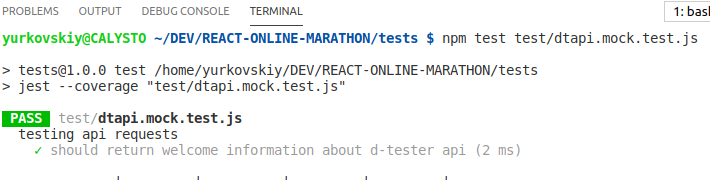 PROBLEMS OUTPUT DEBUG CONSOLE TERMINAL 1: bash
yurkovskiy@CALYSTO ~/DEV/REACT-ONLINE-MARATHON/tests $ npm test test/dtapi.mock.test.js
> tests@1.0.0 test /home/yurkovskiy/DEV/REACT-ONLINE-MARATHON/tests
> jest --coverage "test/dtapi.mock.test.js"
PASS test/dtapi.mock.test.js
testing api requests
✓ should return welcome information about d-tester api (2 ms)